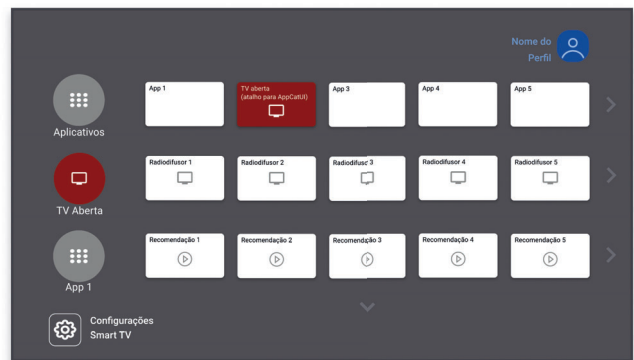 Nome do
Perfil
App 1
TV aberta
(atalho para AppCatUI)
App 3
App 4
App 5
Aplicativos
Radiodifusor 1
Radiodifusor 2
Radiodifusor 3
Radiodifusor 4
Radiodifusor 5
TV Aberta
Recomendação 1
Recomendação 2
Recomendação 3
Recomendação 4
Recomendação 5
App 1
Configurações
Smart TV